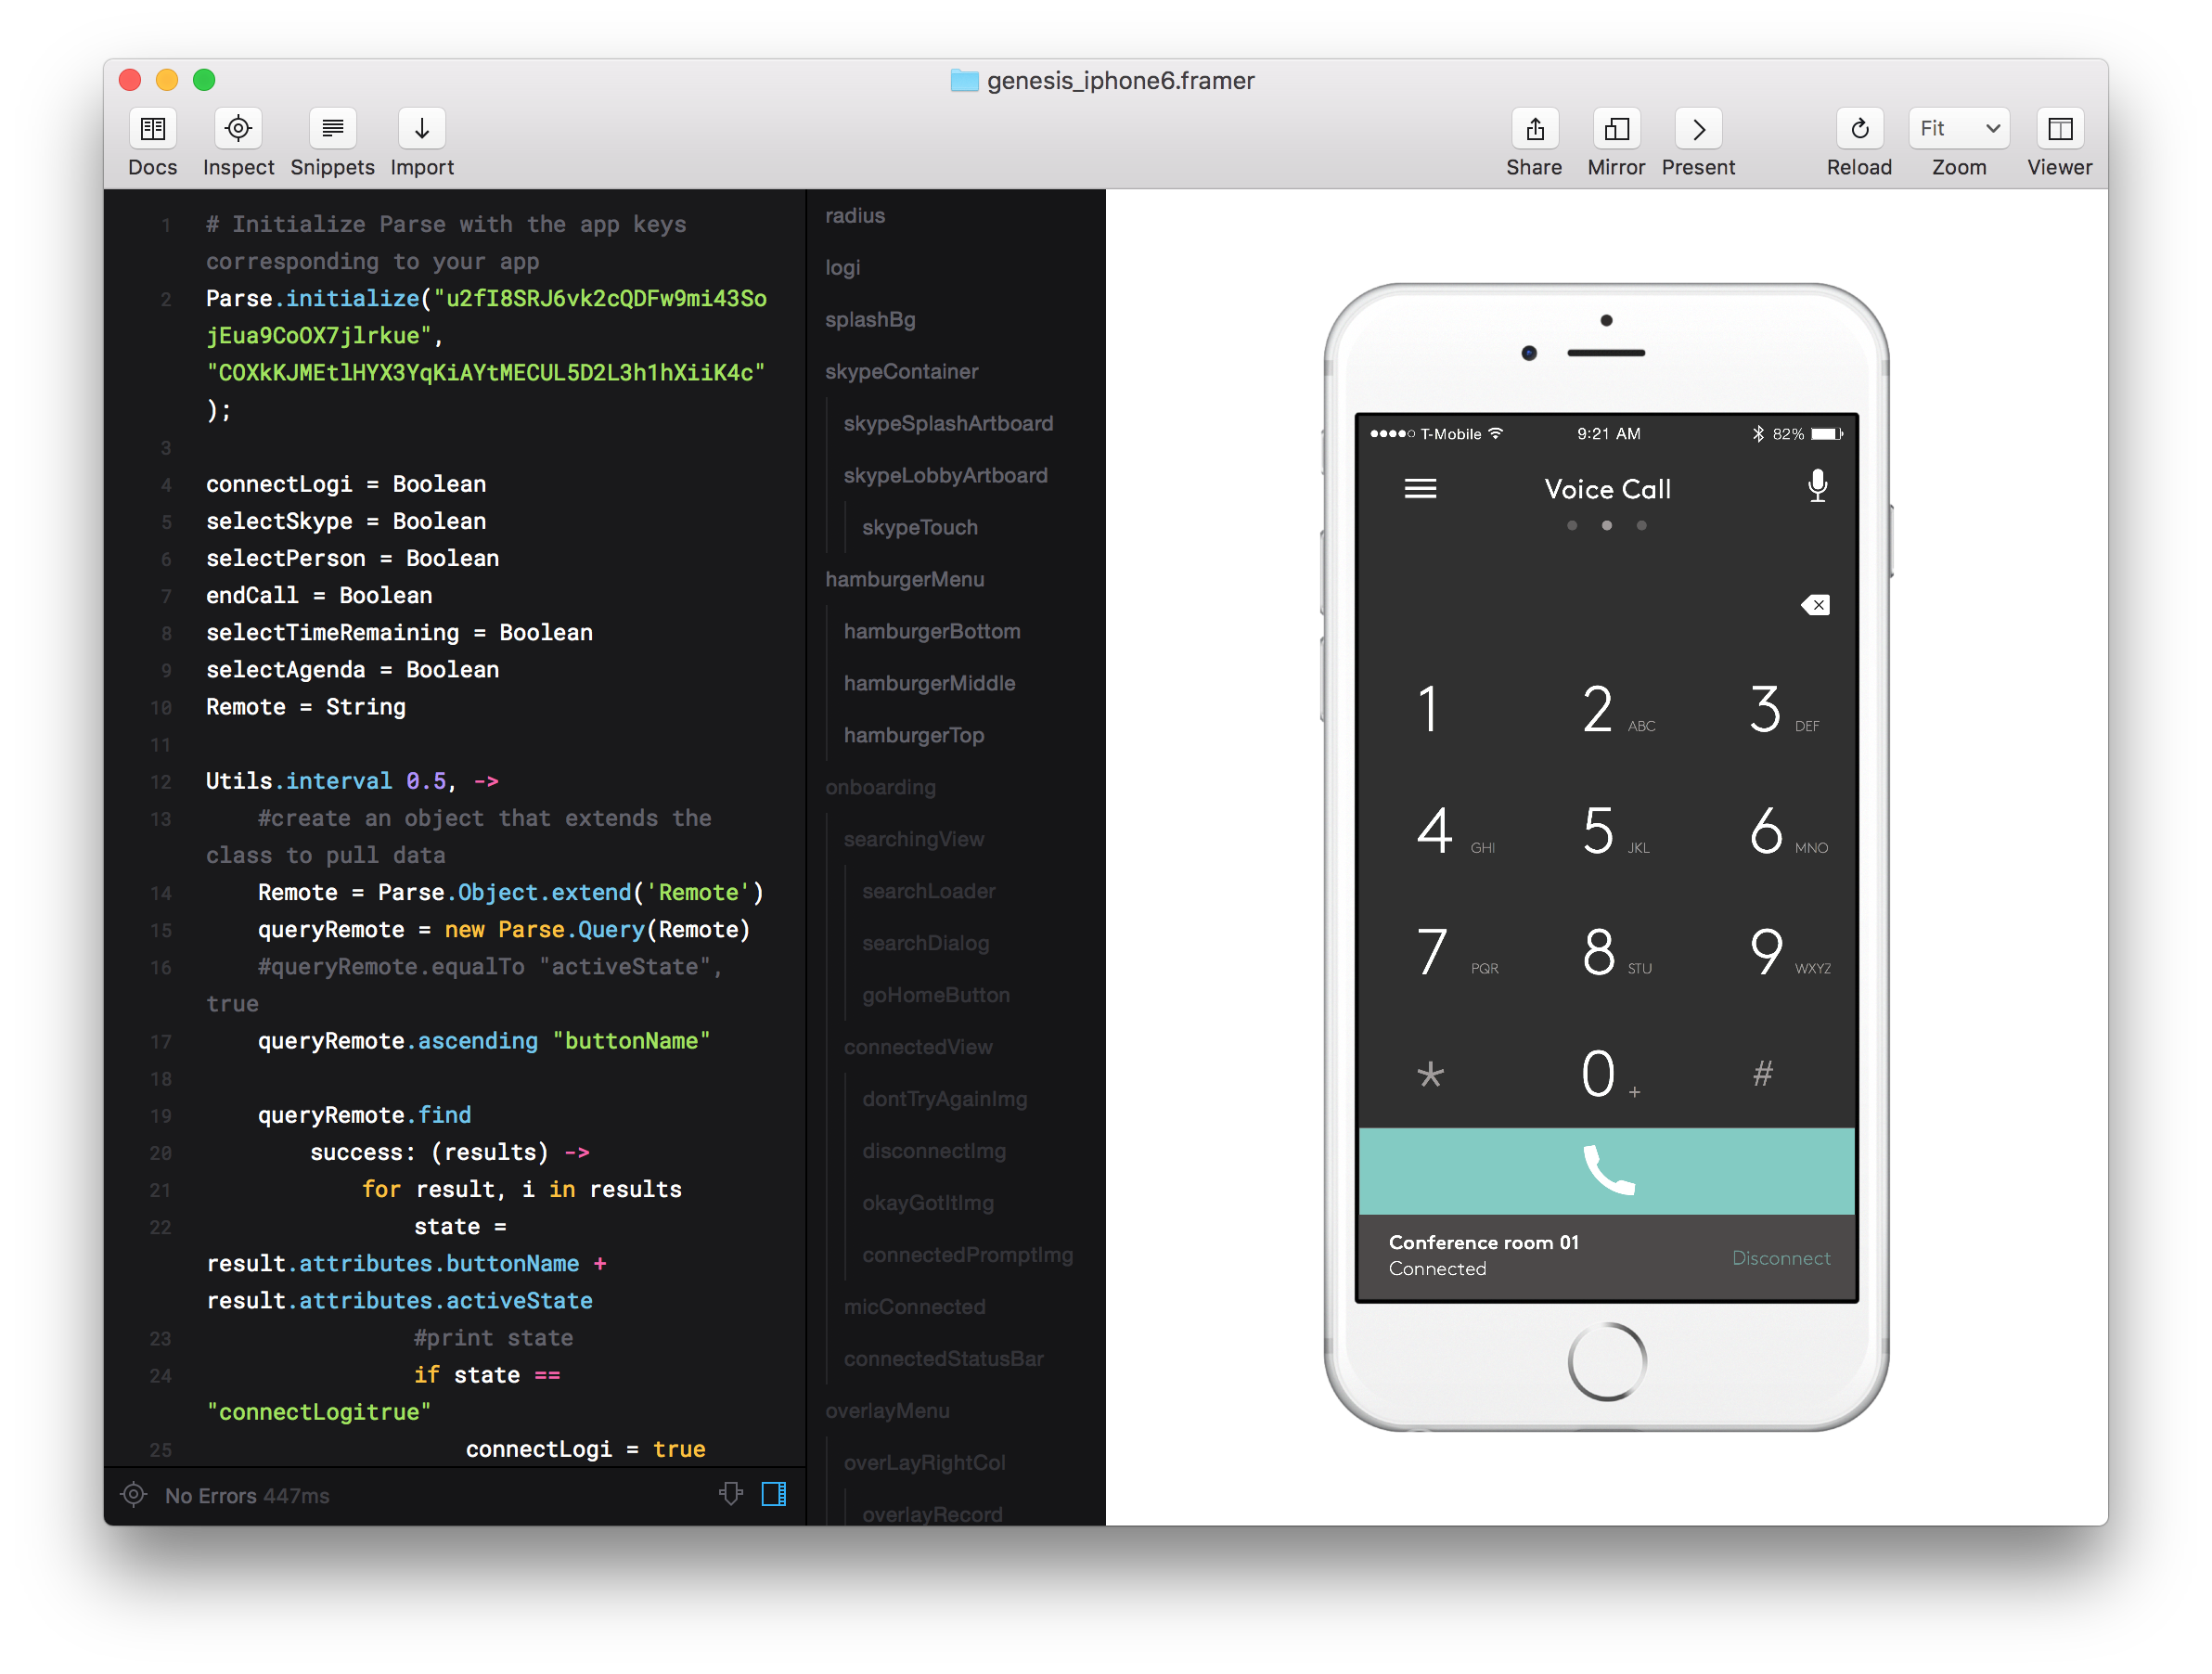 genesis_iphone6.framer
Docs Inspect Snippets Import Share Mirror Present Reload Fit Zoom Viewer
1 # Initialize Parse with the app keys
corresponding to your app
2 Parse.initialize("u2fI8SRJ6vk2cQDFw9mi43So
jEua9CoOX7jlrkue",
"COXkKJMEtlHYX3YqKiAYtMECUL5D2L3h1hXiiK4c"
);
3
4 connectLogi = Boolean
5 selectSkype = Boolean
6 selectPerson = Boolean
7 endCall = Boolean
8 selectTimeRemaining = Boolean
9 selectAgenda = Boolean
10 Remote = String
11
12 Utils.interval 0.5, ->
13 #create an object that extends the
class to pull data
14 Remote = Parse.Object.extend('Remote')
15 queryRemote = new Parse.Query(Remote)
16 #queryRemote.equalTo "activeState",
true
17 queryRemote.ascending "buttonName"
18
19 queryRemote.find
20 success: (results) ->
21 for result, i in results
22 state =
result.attributes.buttonName +
result.attributes.activeState
23 #print state
24 if state ==
"connectLogitrue"
25 connectLogi = true
No Errors 447ms
radius
logi
splashBg
skypeContainer
skypeSplashArtboard
skypeLobbyArtboard
skypeTouch
hamburgerMenu
hamburgerBottom
hamburgerMiddle
hamburgerTop
onboarding
searchingView
searchLoader
searchDialog
goHomeButton
connectedView
dontTryAgainImg
disconnectImg
okayGotItImg
connectedPromptImg
micConnected
connectedStatusBar
overlayMenu
overLayRightCol
overlayRecord
T-Mobile 9:21 AM 82%
Voice Call
1 2 ABC 3 DEF
4 GHI 5 JKL 6 MNO
7 PQR 8 STU 9 WXYZ
* 0 + #
Conference room 01
Connected
Disconnect